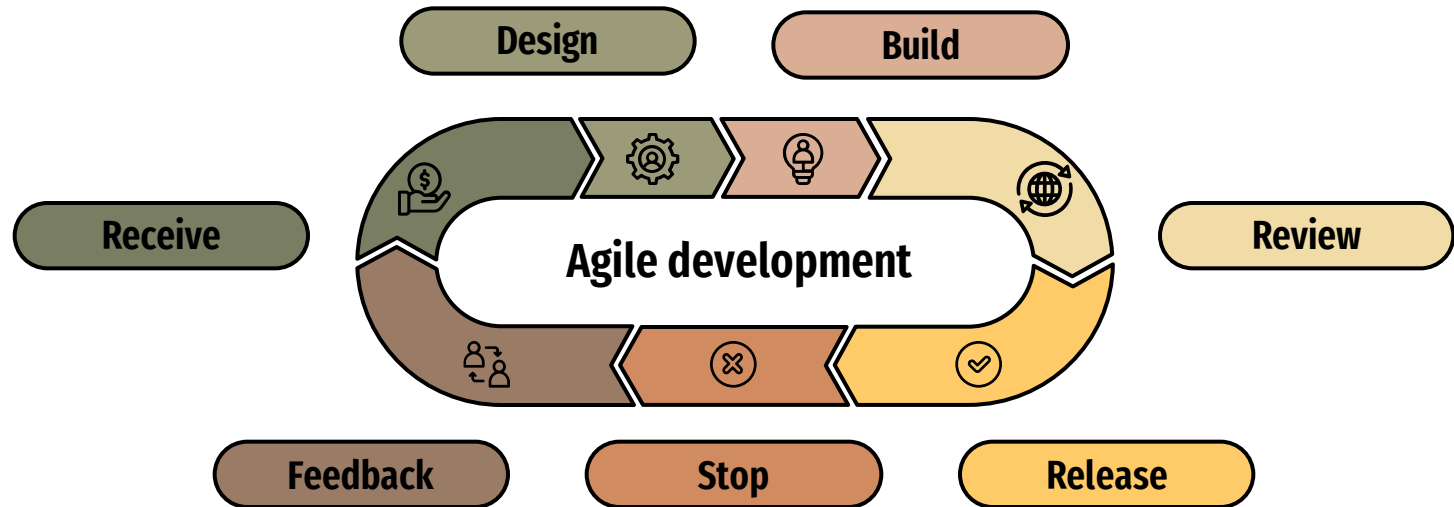 Design
Build
Receive
Agile development
Review
Feedback
Stop
Release